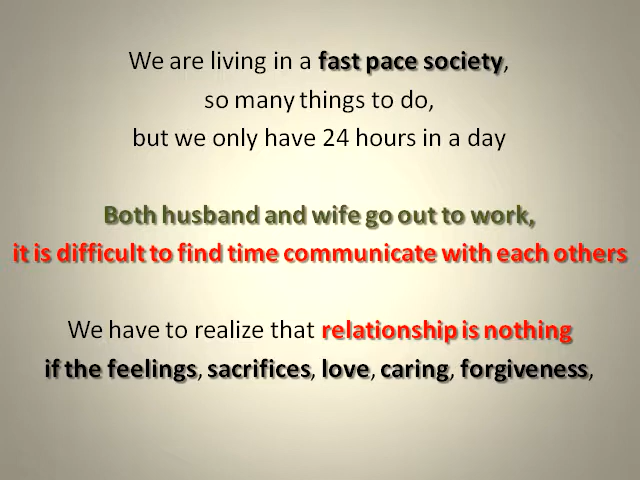 We are living in a fast pace society,
so many things to do,
but we only have 24 hours in a day
Both husband and wife go out to work,
it is difficult to find time communicate with each others
We have to realize that relationship is nothing
if the feelings, sacrifices, love, caring, forgiveness,